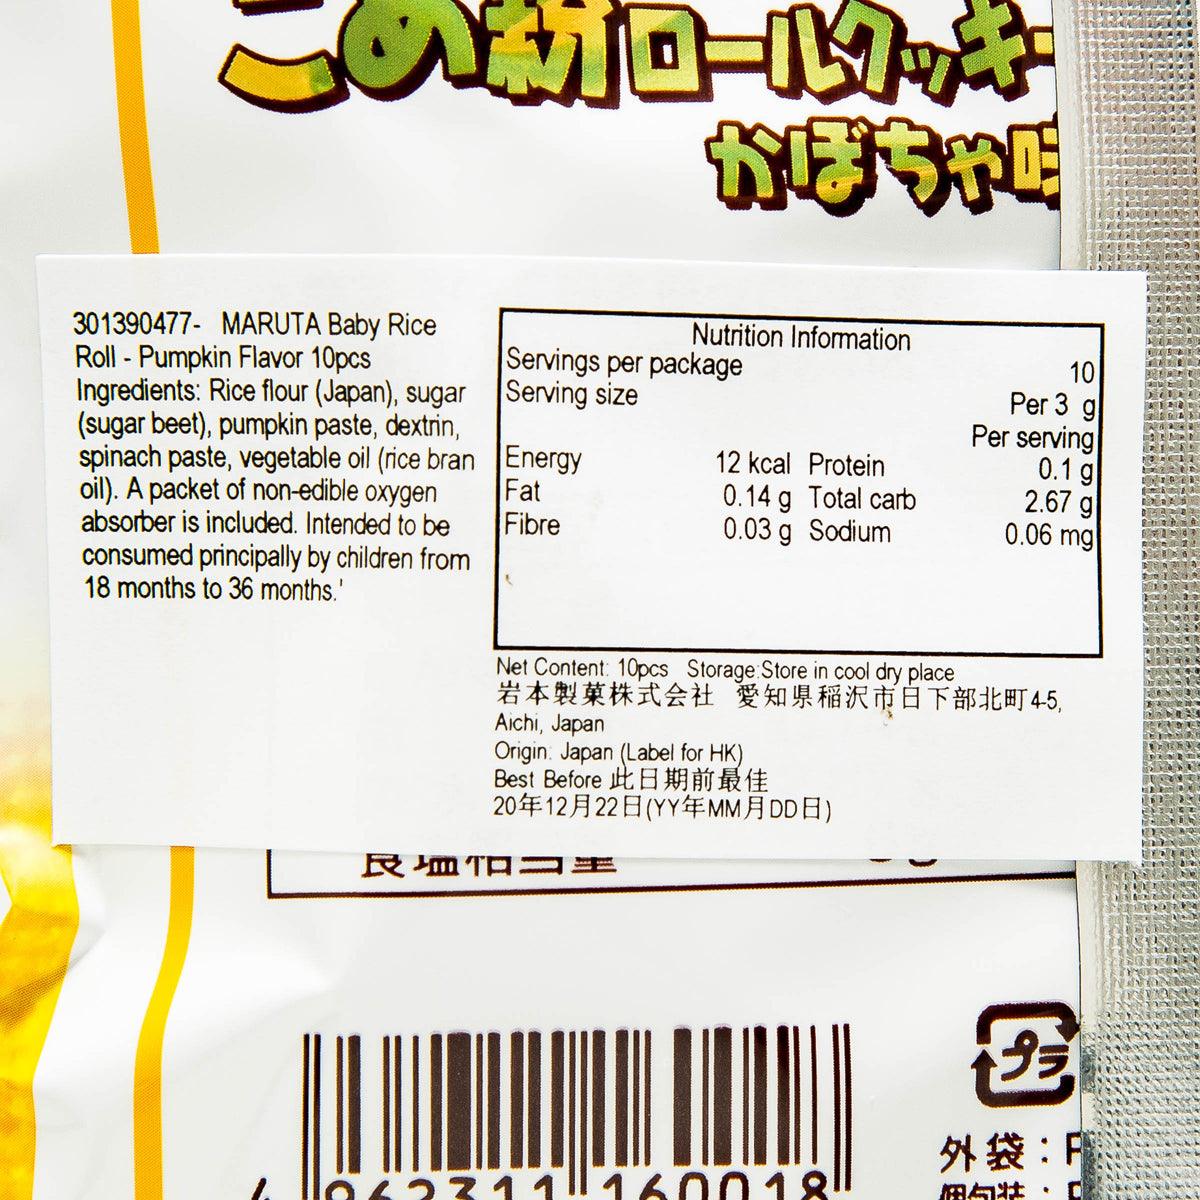 この粉ロールクッキー
かぼちゃ味
301390477- MARUTA Baby Rice
Roll - Pumpkin Flavor 10pcs
Ingredients: Rice flour (Japan), sugar
(sugar beet), pumpkin paste, dextrin,
spinach paste, vegetable oil (rice bran
oil). A packet of non-edible oxygen
absorber is included. Intended to be
consumed principally by children from
18 months to 36 months.'
Nutrition Information
Servings per package 10
Serving size Per 3 g
Per serving
Energy 12 kcal Protein 0.1 g
Fat 0.14 g Total carb 2.67 g
Fibre 0.03 g Sodium 0.06 mg
Net Content: 10pcs Storage:Store in cool dry place
岩本製菓株式会社 愛知県稲沢市日下部北町4-5,
Aichi, Japan
Origin: Japan (Label for HK)
Best Before 此日期前最佳
20年12月22日(YY年MM月DD日)
食塩相当量
4 962311 160018
プラ
外袋：P
個包装：P